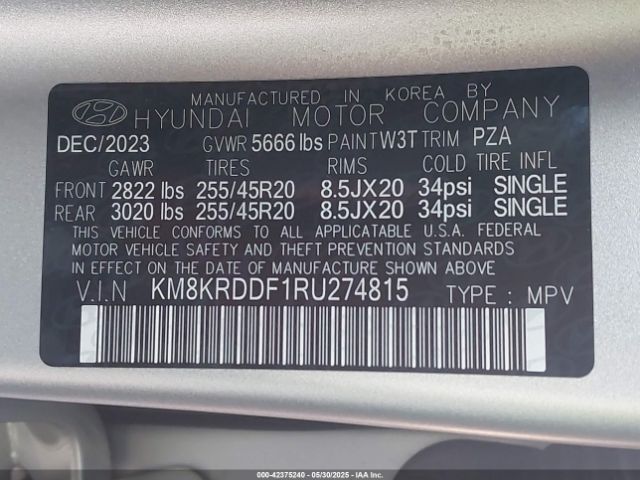 MANUFACTURED IN KOREA BY
HYUNDAI MOTOR COMPANY
DEC/2023 GVWR 5666 lbs PAINT W3T TRIM PZA
GAWR TIRES RIMS COLD TIRE INFL
FRONT 2822 lbs 255/45R20 8.5JX20 34psi SINGLE
REAR 3020 lbs 255/45R20 8.5JX20 34psi SINGLE
THIS VEHICLE CONFORMS TO ALL APPLICATABLE U.S.A. FEDERAL
MOTOR VEHICLE SAFETY AND THEFT PREVENTION STANDARDS
IN EFFECT ON THE DATE OF MANUFACTURE SHOWN ABOVE.
V.I.N KM8KRDDF1RU274815 TYPE : MPV
000-42375240 - 05/30/2025 - IAAI.com